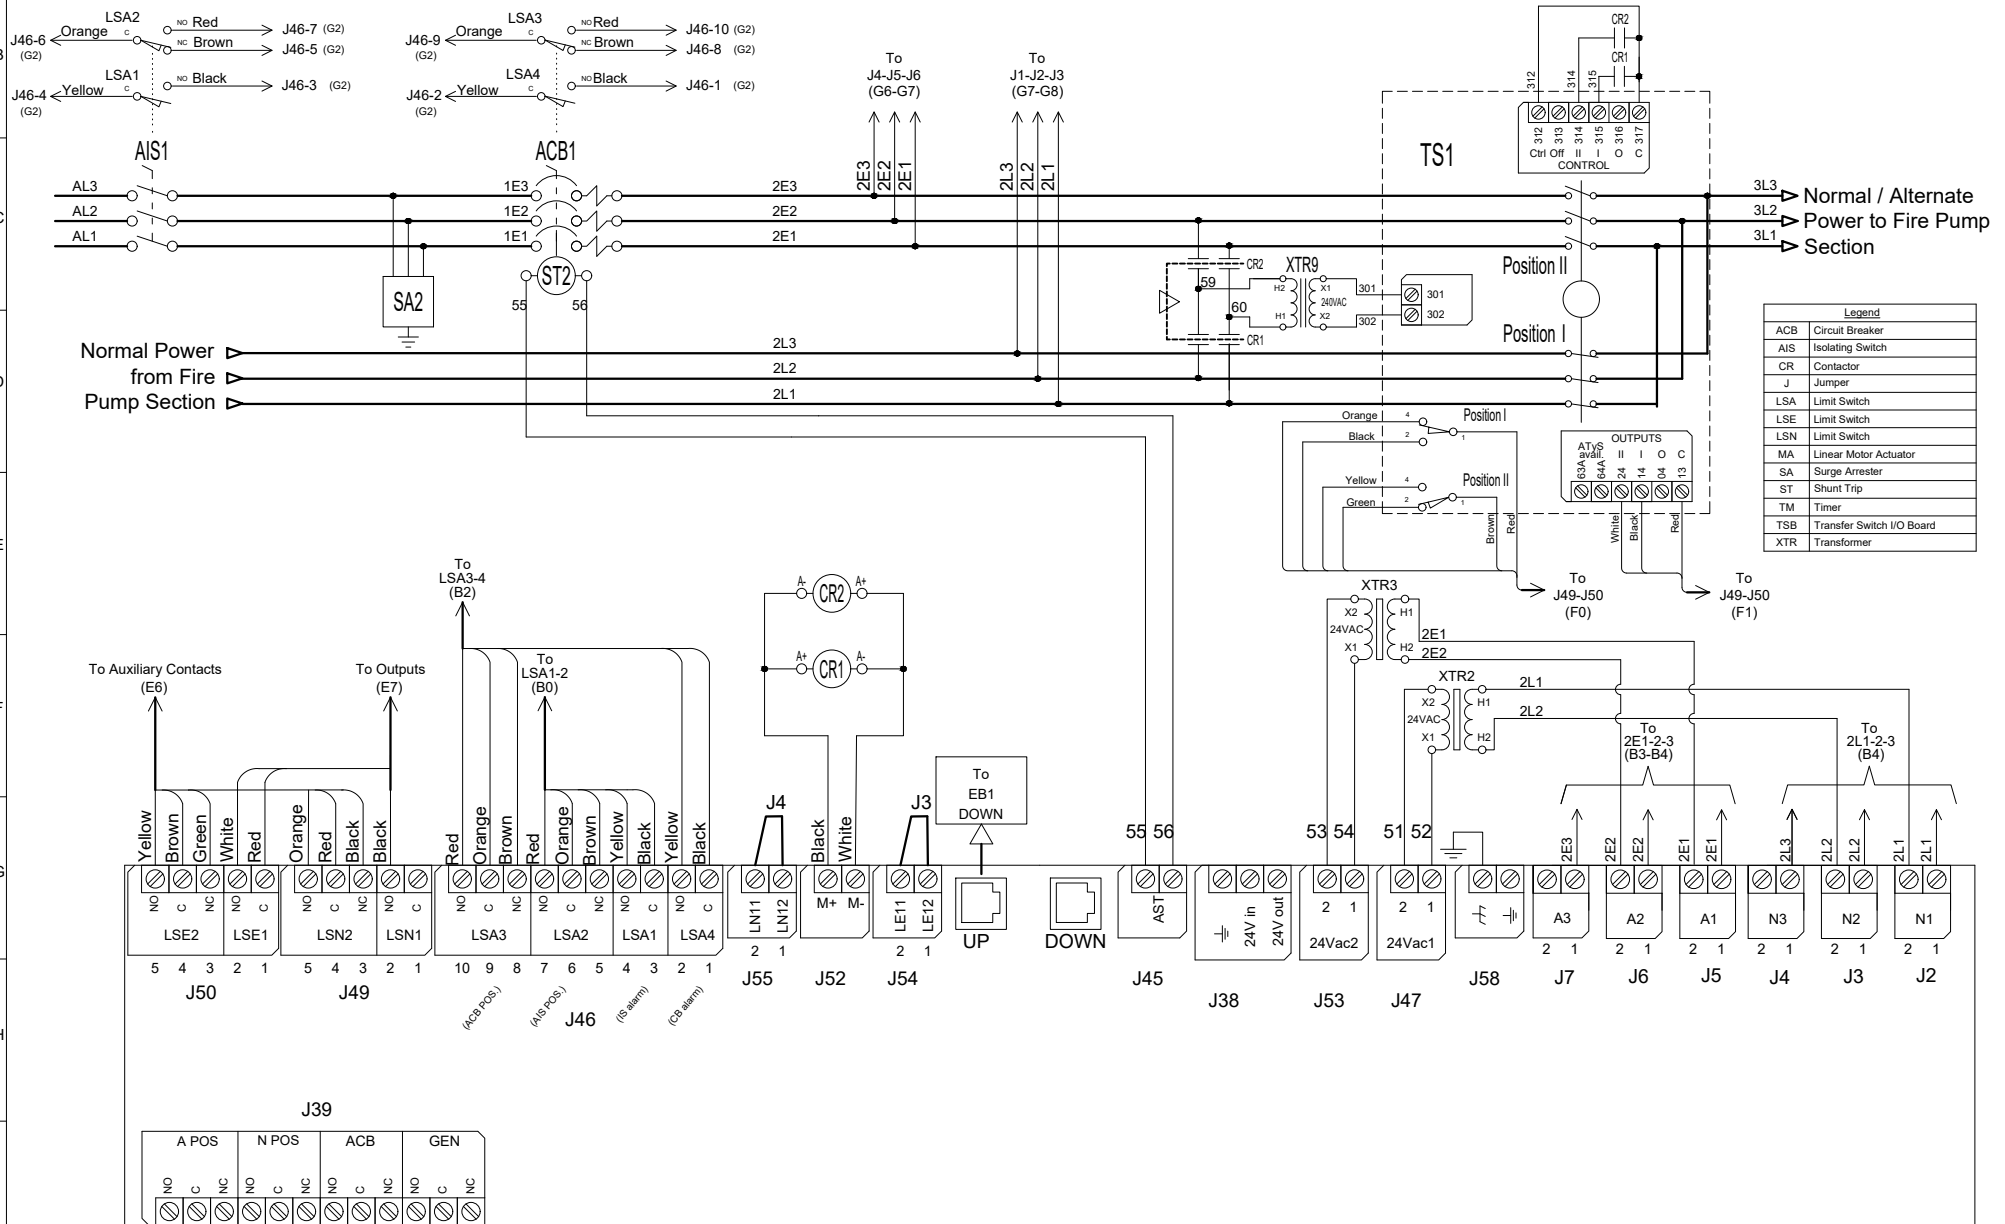 LSA2
NO Red
J46-7 (G2)
J46-6
Orange
C
(G2)
NC Brown
J46-5 (G2)
LSA1
NO Black
J46-3 (G2)
J46-4
Yellow
C
(G2)
LSA3
NO Red
J46-10 (G2)
J46-9
Orange
C
(G2)
NC Brown
J46-8 (G2)
LSA4
NO Black
J46-1 (G2)
J46-2
Yellow
C
(G2)
To
J4-J5-J6
(G6-G7)
To
J1-J2-J3
(G7-G8)
CR2
CR1
312
314
315
312 313 314 315 316 317
Ctrl Off II I O C
CONTROL
TS1
AIS1
ACB1
2E3
2E2
2E1
2L3
2L2
2L1
AL3
1E3
2E3
3L3
Normal / Alternate
AL2
1E2
2E2
3L2
Power to Fire Pump
AL1
1E1
2E1
3L1
Section
SA2
ST2
55
56
CR2
59
60
CR1
XTR9
H2
H1
X1
240VAC
X2
301
302
301
302
Position II
Position I
Normal Power
from Fire
Pump Section
2L3
2L2
2L1
Legend
ACB Circuit Breaker
AIS Isolating Switch
CR Contactor
J Jumper
LSA Limit Switch
LSE Limit Switch
LSN Limit Switch
MA Linear Motor Actuator
SA Surge Arrester
ST Shunt Trip
TM Timer
TSB Transfer Switch I/O Board
XTR Transformer
Orange
4
Position I
Black
2
1
Yellow
4
Position II
Green
2
1
Brown
Red
OUTPUTS
ATyS
avail.
II I O C
63A 64A 24 14 04 13
White
Black
Red
To
J49-J50
(F0)
To
J49-J50
(F1)
To
LSA3-4
(B2)
A-
CR2
A+
A+
CR1
A-
XTR3
X2
24VAC
X1
H1
H2
2E1
2E2
XTR2
X2
24VAC
X1
H1
H2
2L1
2L2
To Auxiliary Contacts
(E6)
To Outputs
(E7)
To
LSA1-2
(B0)
To
2E1-2-3
(B3-B4)
To
2L1-2-3
(B4)
To
EB1
DOWN
J4
J3
Yellow
Brown
Green
White
Red
Orange
Red
Black
Black
Red
Orange
Brown
Red
Orange
Brown
Yellow
Black
Yellow
Black
Black
White
55 56
53 54
51 52
2E3
2E2
2E2
2E1
2E1
2L3
2L2
2L2
2L1
2L1
NO C NC NO C
LSE2 LSE1
5 4 3 2 1
J50
NO C NC NO C
LSN2 LSN1
5 4 3 2 1
J49
NO C NC NO C NC NO C NO C
LSA3 LSA2 LSA1 LSA4
10 9 8 7 6 5 4 3 2 1
(ACB POS.)
(AIS POS.)
(IS alarm)
(CB alarm)
J46
LN11 LN12
2 1
J55
M+ M-
J52
LE11 LE12
2 1
J54
UP
DOWN
AST
J45
24V in
24V out
J38
2 1
24Vac2
J53
2 1
24Vac1
J47
J58
A3
2 1
J7
A2
2 1
J6
A1
2 1
J5
N3
2 1
J4
N2
2 1
J3
N1
2 1
J2
J39
A POS N POS ACB GEN
NO C NC NO C NC NO C NC NO C NC